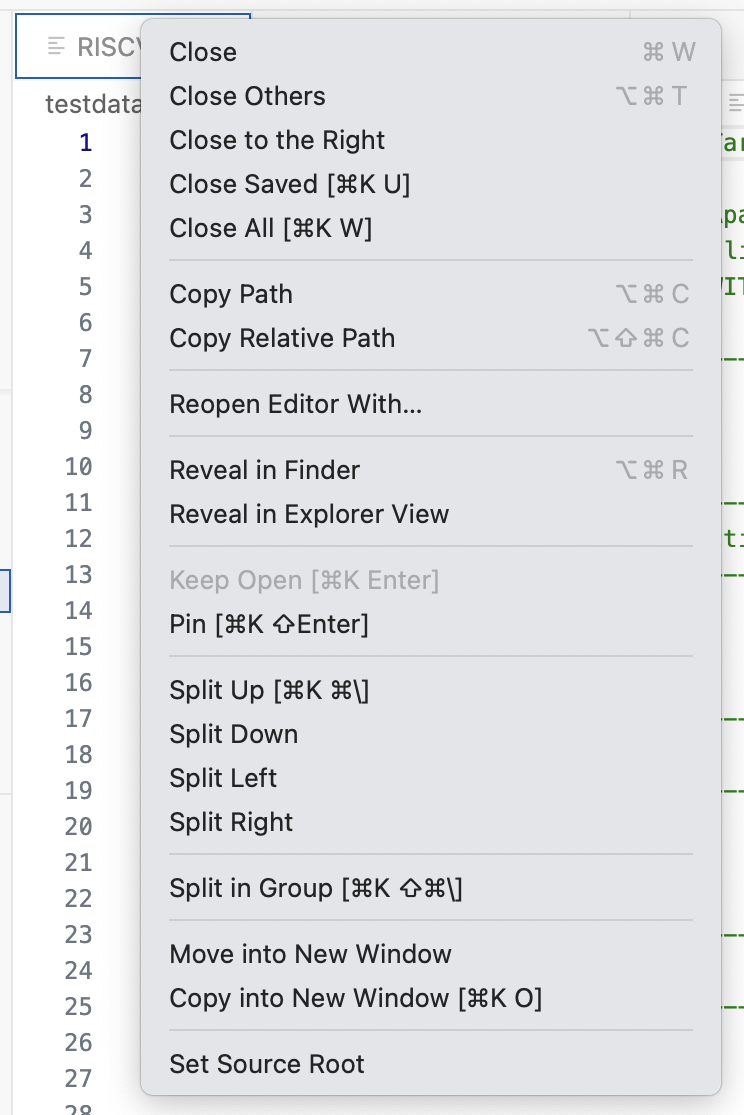 RISCV
Close ⌘ W
testdata
Close Others ⌥⌘ T
1
Close to the Right
2
Close Saved [⌘K U]
3
Close All [⌘K W]
4
5
Copy Path ⌥⌘ C
6
Copy Relative Path ⌥⇧⌘ C
7
8
Reopen Editor With...
9
10
Reveal in Finder ⌥⌘ R
11
Reveal in Explorer View
12
13
Keep Open [⌘K Enter]
14
Pin [⌘K ⇧Enter]
15
16
Split Up [⌘K ⌘\]
17
Split Down
18
Split Left
19
Split Right
20
21
22
Split in Group [⌘K ⇧⌘\]
23
24
Move into New Window
25
Copy into New Window [⌘K O]
26
27
Set Source Root
28